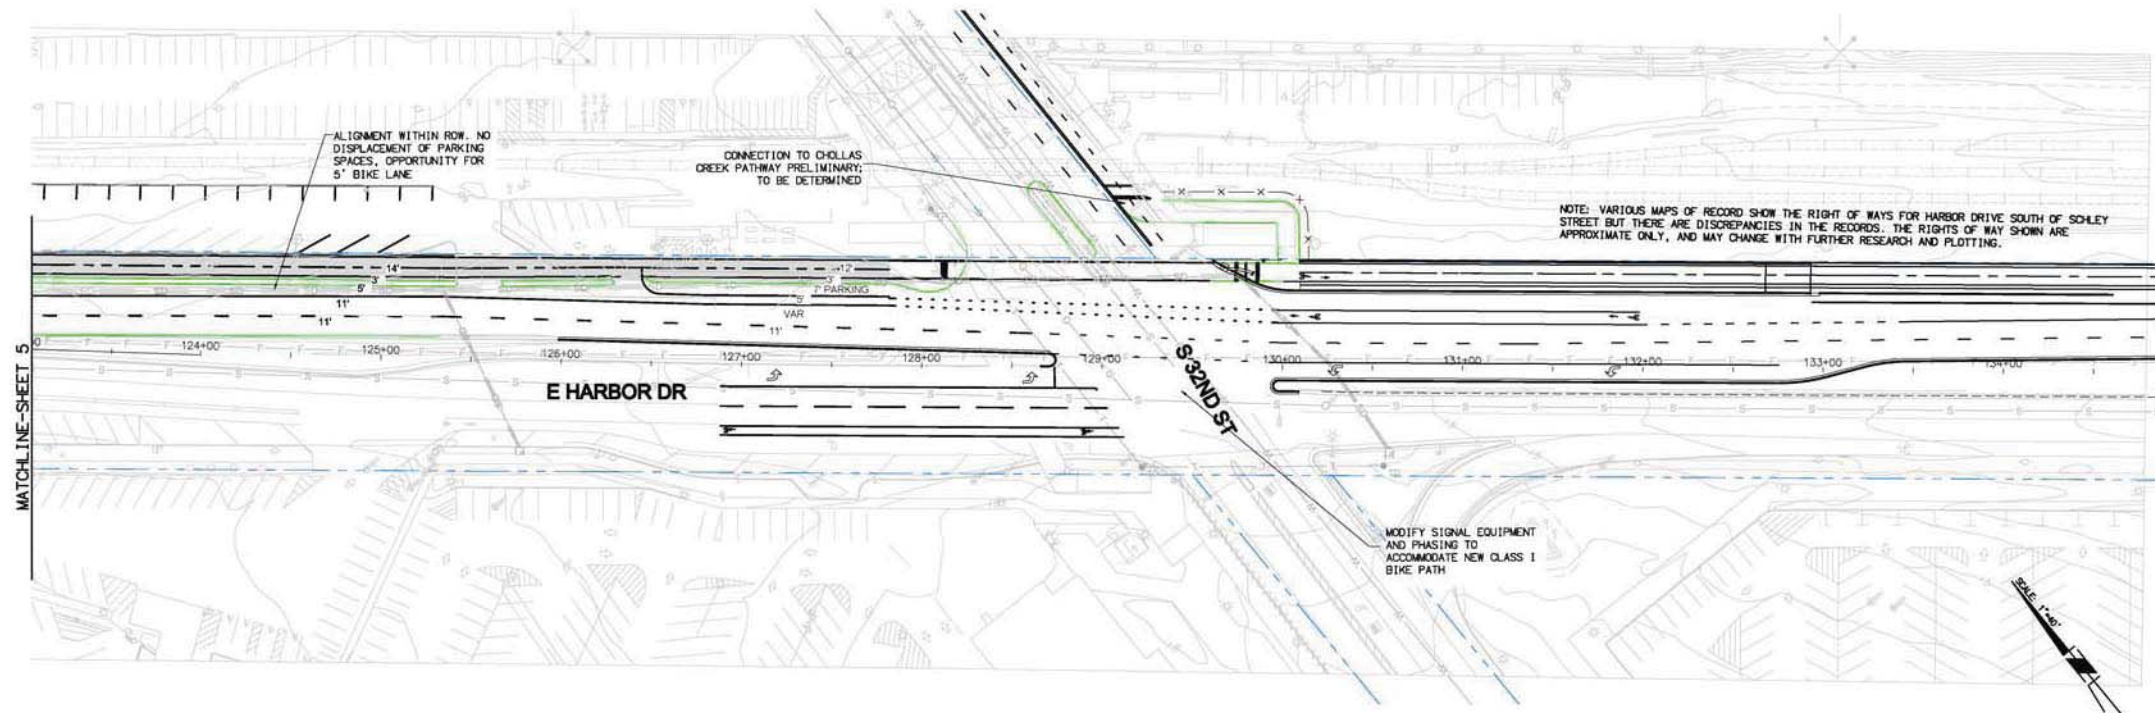 ALIGNMENT WITHIN ROW. NO
DISPLACEMENT OF PARKING
SPACES, OPPORTUNITY FOR
5' BIKE LANE
CONNECTION TO CHOLLAS
CREEK PATHWAY PRELIMINARY;
TO BE DETERMINED
NOTE: VARIOUS MAPS OF RECORD SHOW THE RIGHT OF WAYS FOR HARBOR DRIVE SOUTH OF SCHLEY
STREET BUT THERE ARE DISCREPANCIES IN THE RECORDS. THE RIGHTS OF WAY SHOWN ARE
APPROXIMATE ONLY, AND MAY CHANGE WITH FURTHER RESEARCH AND PLOTTING.
14'
3'
5'
11'
11'
12'
3'
7' PARKING
5'
VAR
11'
124+00
125+00
126+00
127+00
128+00
129+00
130+00
131+00
132+00
133+00
134+00
MATCHLINE-SHEET 5
E HARBOR DR
S 32ND ST
MODIFY SIGNAL EQUIPMENT
AND PHASING TO
ACCOMMODATE NEW CLASS I
BIKE PATH
SCALE: 1"=40'